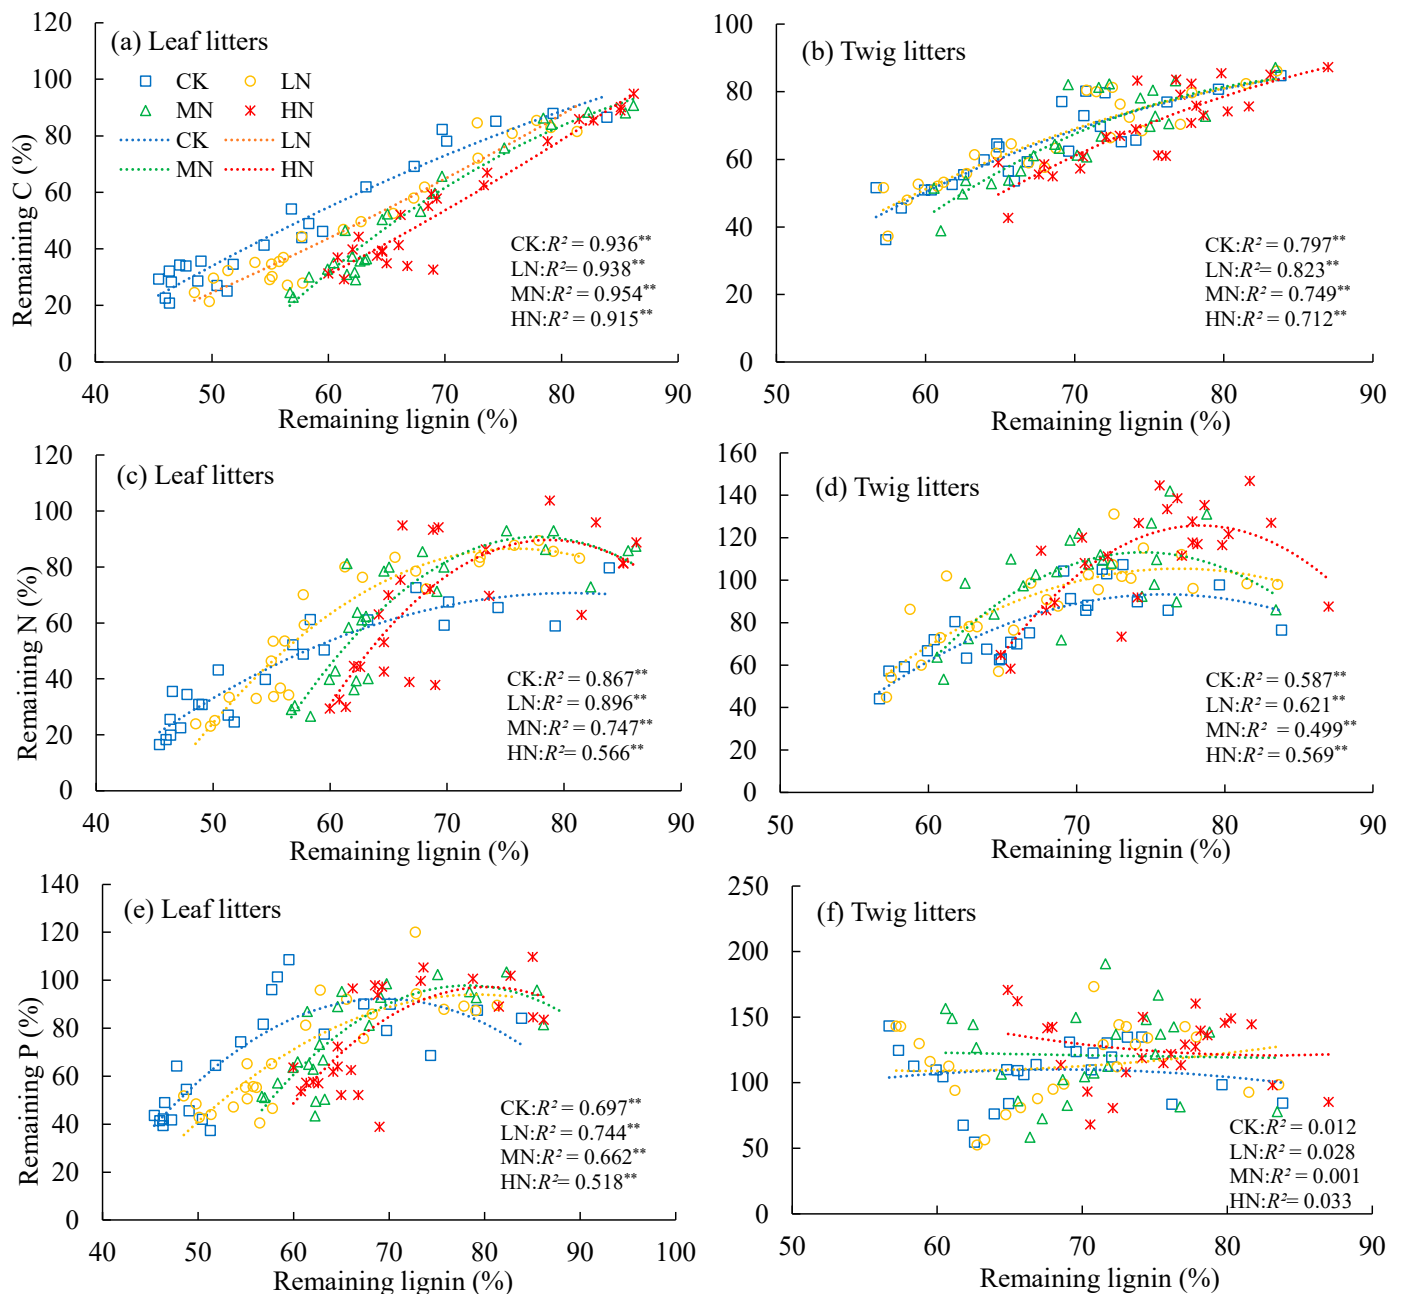 (a) Leaf litters
CK LN
MN HN
CK LN
MN HN
Remaining C (%)
120
100
80
60
40
20
0
40 50 60 70 80 90
Remaining lignin (%)
CK:R² = 0.936**
LN:R²= 0.938**
MN:R² = 0.954**
HN:R² = 0.915**
(b) Twig litters
100
80
60
40
20
0
50 60 70 80 90
Remaining lignin (%)
CK:R² = 0.797**
LN:R² = 0.823**
MN:R² = 0.749**
HN:R² = 0.712**
(c) Leaf litters
Remaining N (%)
120
100
80
60
40
20
0
40 50 60 70 80 90
Remaining lignin (%)
CK:R² = 0.867**
LN:R² = 0.896**
MN:R² = 0.747**
HN:R² = 0.566**
(d) Twig litters
160
140
120
100
80
60
40
20
0
50 60 70 80 90
Remaining lignin (%)
CK:R² = 0.587**
LN:R² = 0.621**
MN:R² = 0.499**
HN:R² = 0.569**
(e) Leaf litters
Remaining P (%)
140
120
100
80
60
40
20
0
40 50 60 70 80 90 100
Remaining lignin (%)
CK:R² = 0.697**
LN:R² = 0.744**
MN:R² = 0.662**
HN:R²= 0.518**
(f) Twig litters
250
200
150
100
50
0
50 60 70 80 90
Remaining lignin (%)
CK:R² = 0.012
LN:R² = 0.028
MN:R² = 0.001
HN:R²= 0.033